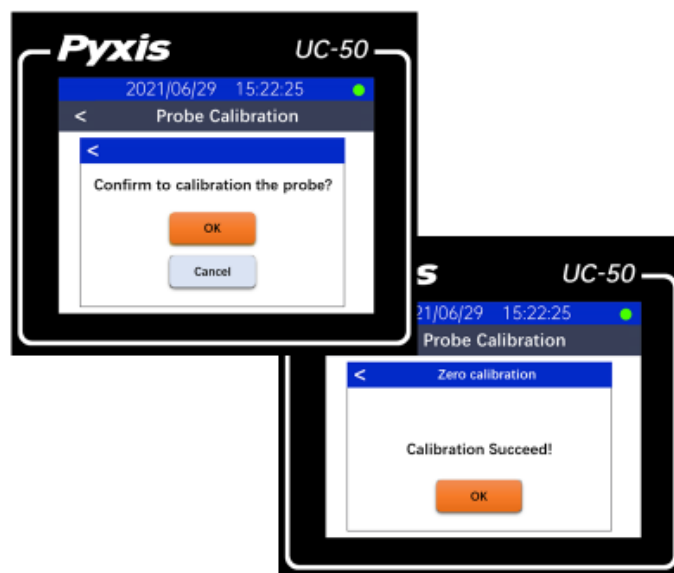 Pyxis UC-50
2021/06/29 15:22:25
< Probe Calibration
<
Confirm to calibration the probe?
OK
Cancel
s UC-50
21/06/29 15:22:25
Probe Calibration
< Zero calibration
Calibration Succeed!
OK